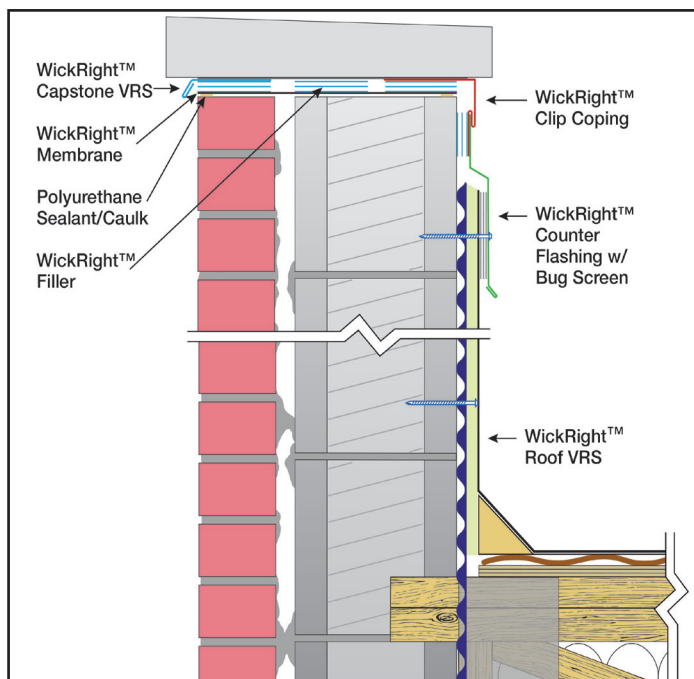 WickRight™
Capstone VRS
WickRight™
Membrane
Polyurethane
Sealant/Caulk
WickRight™
Filler
WickRight™
Clip Coping
WickRight™
Counter
Flashing w/
Bug Screen
WickRight™
Roof VRS